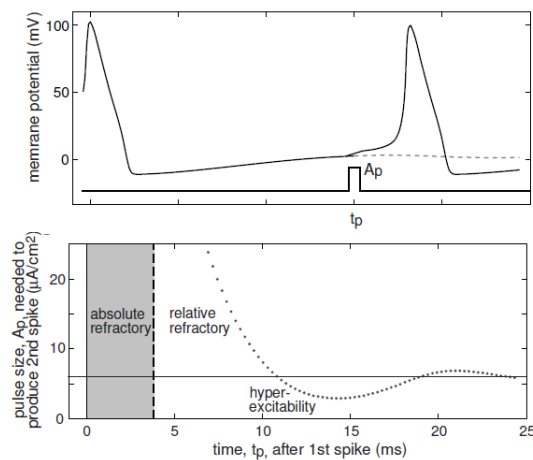 memrane potential (mV)
100
50
0
Ap
tp
pulse size, Ap, needed to
produce 2nd spike (μA/cm2)
20
10
0
absolute
refractory
relative
refractory
hyper-
excitability
0
5
10
15
20
25
time, tp, after 1st spike (ms)